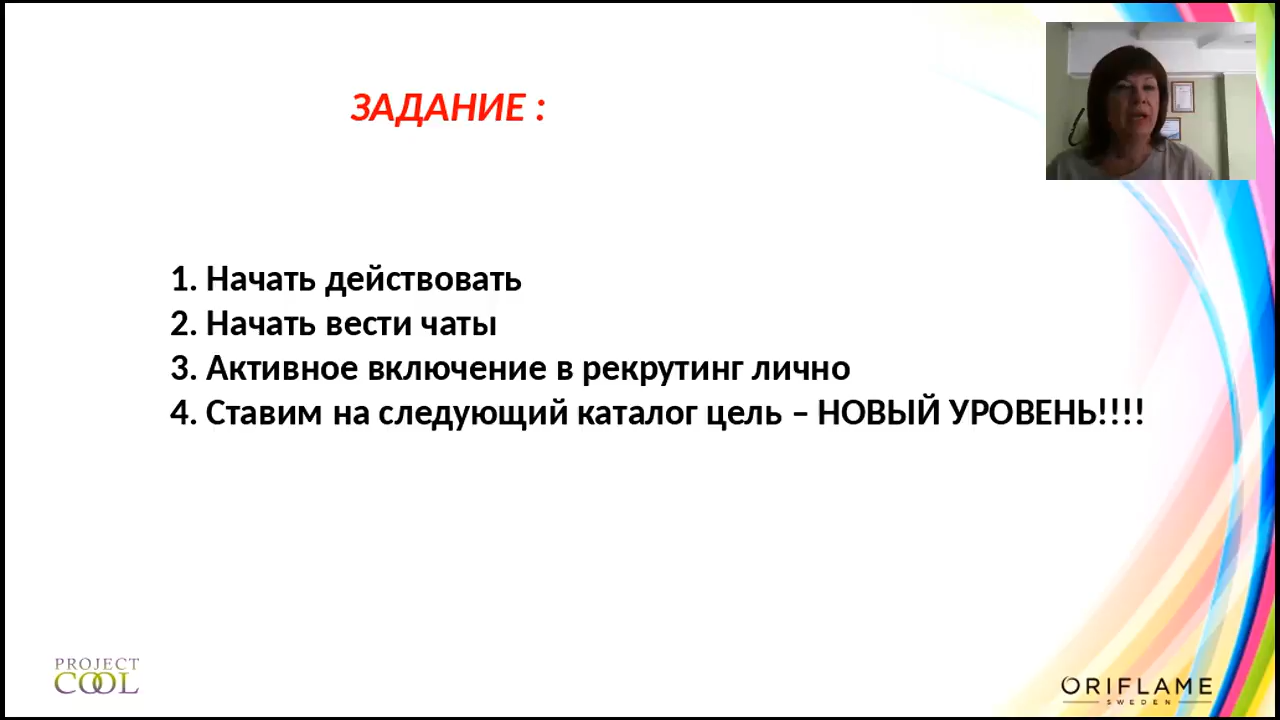 ЗАДАНИЕ :
1. Начать действовать
2. Начать вести чаты
3. Активное включение в рекрутинг лично
4. Ставим на следующий каталог цель – НОВЫЙ УРОВЕНЬ!!!!
PROJECT
COOL
ORIFLAME
SWEDEN